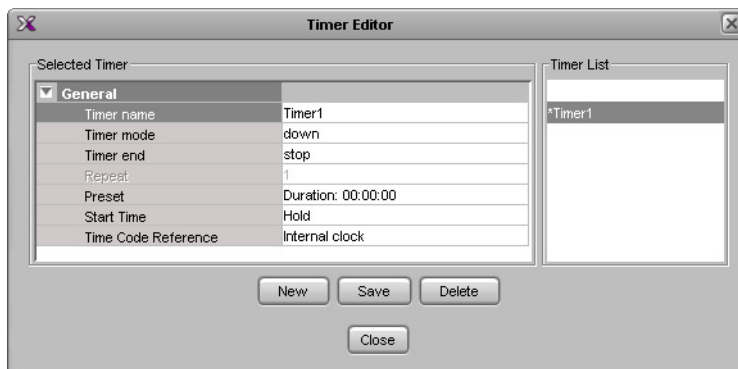 Timer Editor
Selected Timer
General
Timer name Timer1
Timer mode down
Timer end stop
Repeat 1
Preset Duration: 00:00:00
Start Time Hold
Time Code Reference Internal clock
Timer List
*Timer1
New Save Delete
Close